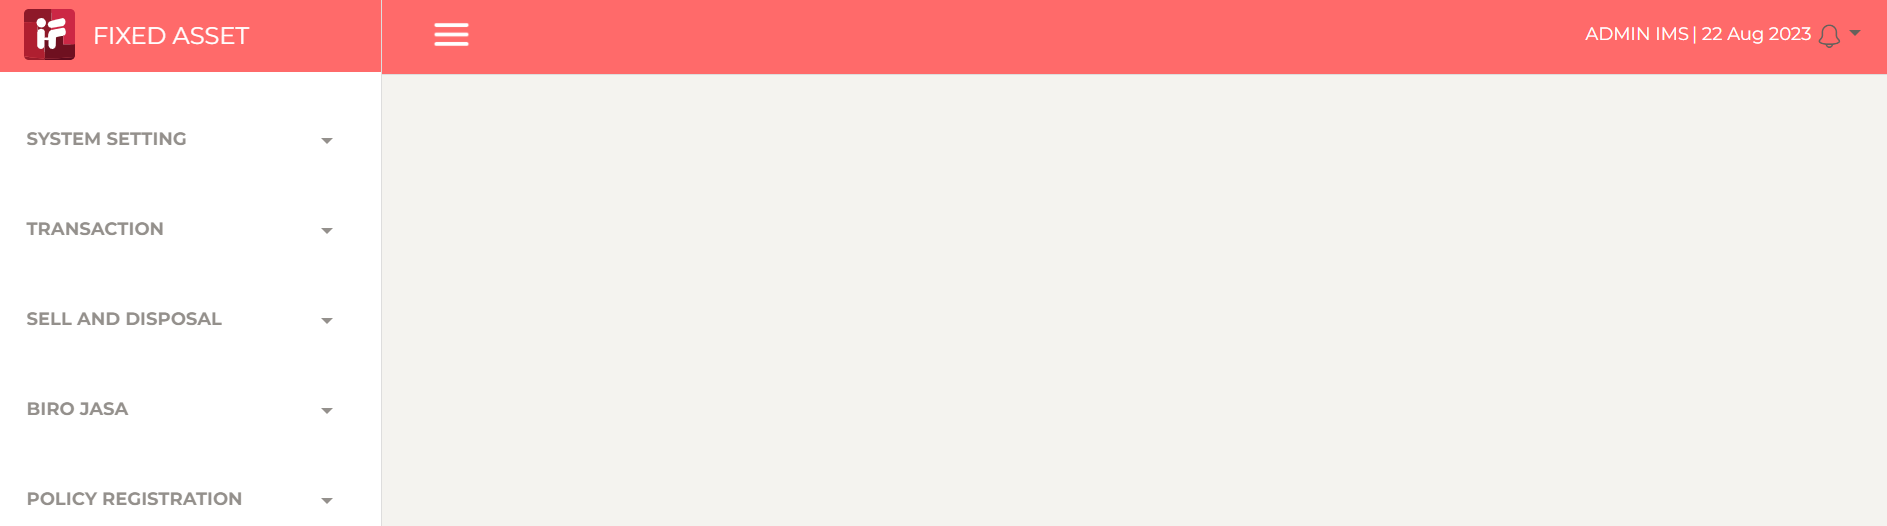 FIXED ASSET
ADMIN IMS | 22 Aug 2023
SYSTEM SETTING
TRANSACTION
SELL AND DISPOSAL
BIRO JASA
POLICY REGISTRATION